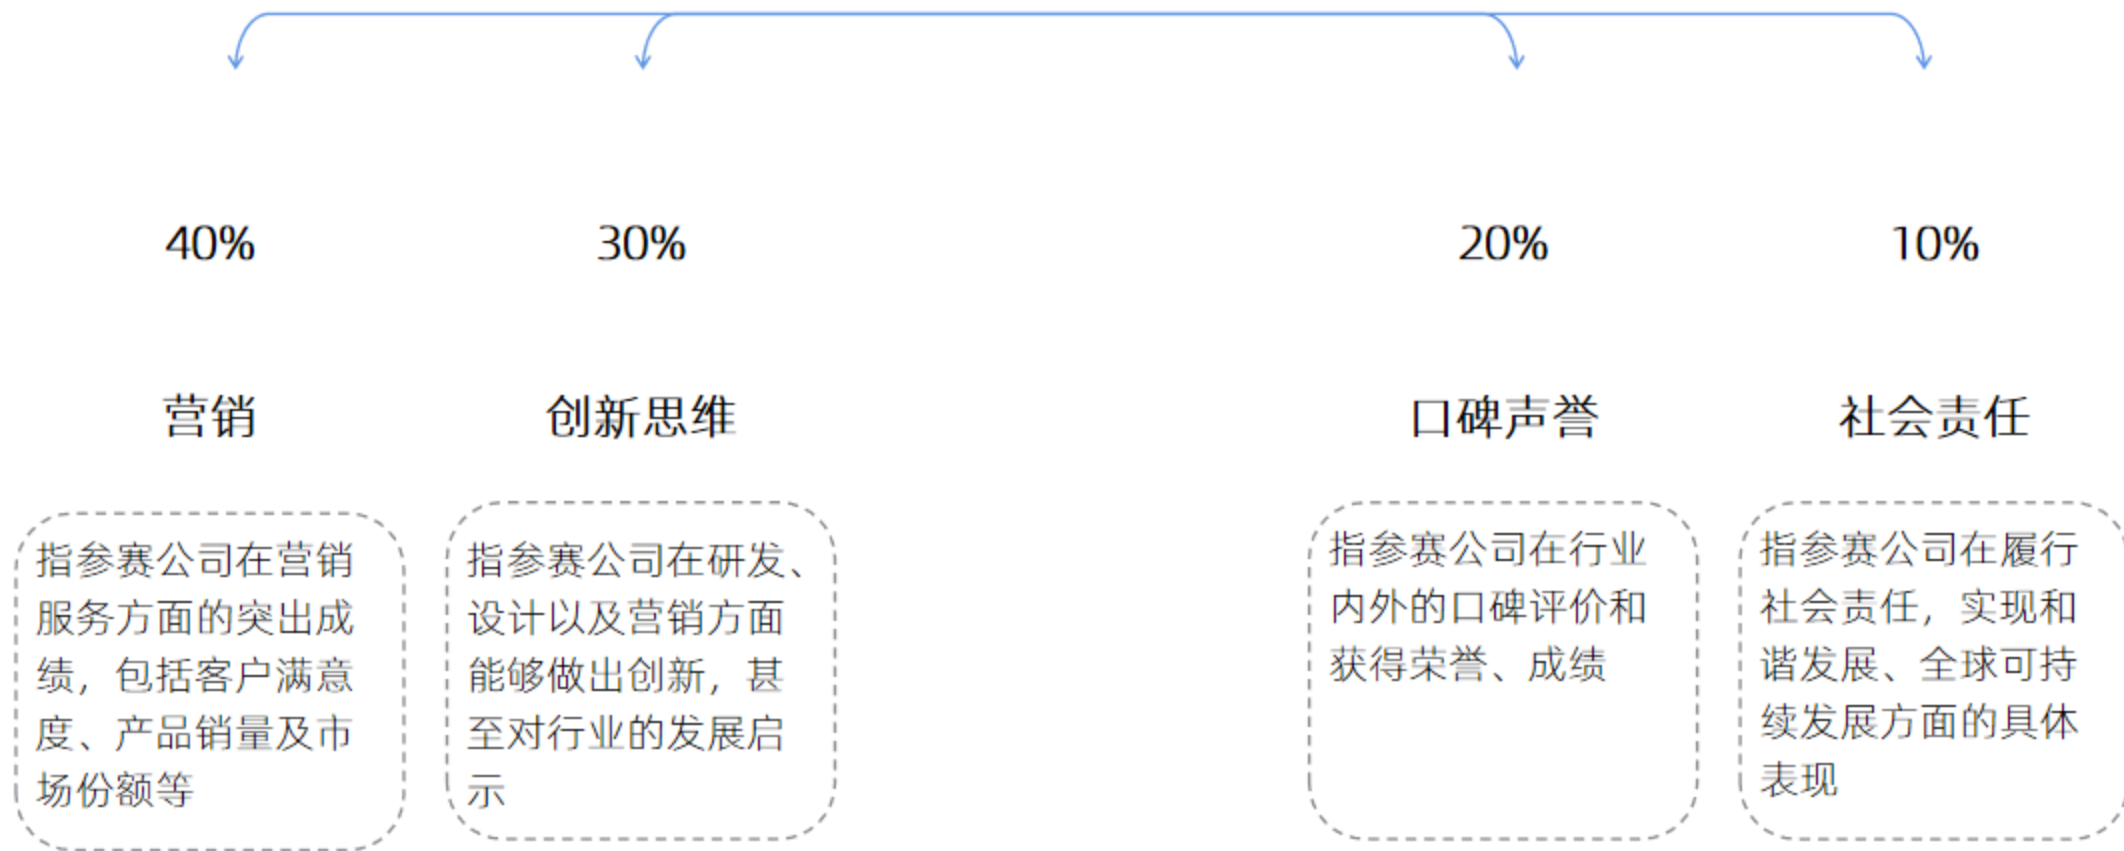 40%
30%
20%
10%
营销
创新思维
口碑声誉
社会责任
指参赛公司在营销
服务方面的突出成
绩，包括客户满意
度、产品销量及市
场份额等
指参赛公司在研发、
设计以及营销方面
能够做出创新，甚
至对行业的发展启
示
指参赛公司在行业
内外的口碑评价和
获得荣誉、成绩
指参赛公司在履行
社会责任，实现和
谐发展、全球可持
续发展方面的具体
表现